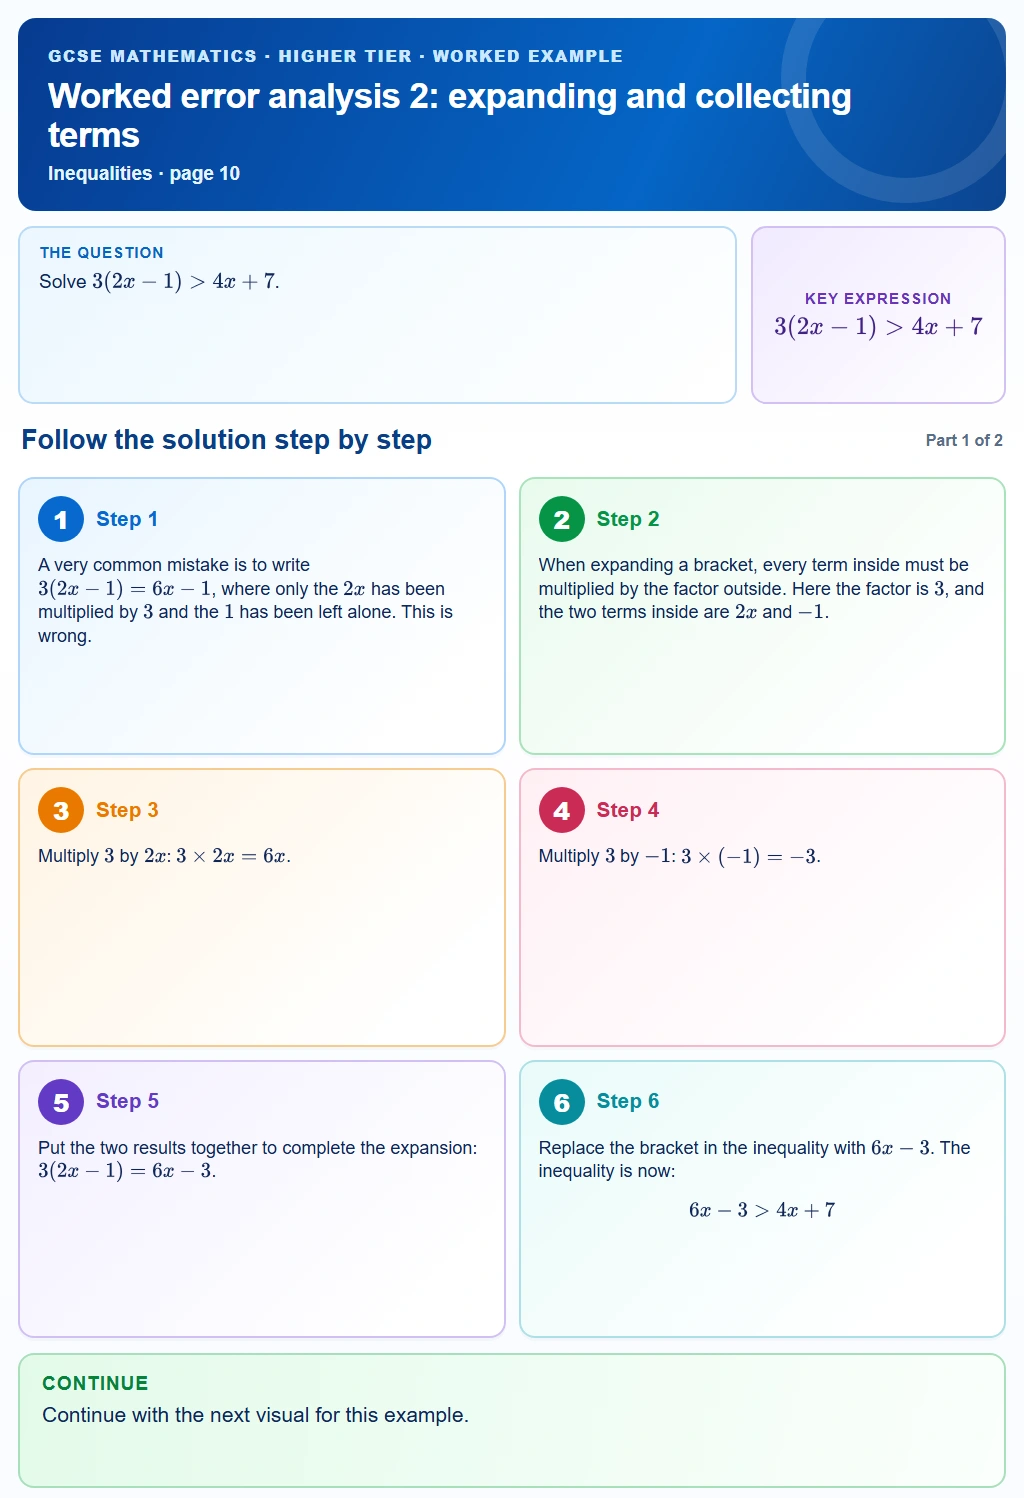 GCSE MATHEMATICS · HIGHER TIER · WORKED EXAMPLE
Worked error analysis 2: expanding and collecting
terms
Inequalities · page 10
THE QUESTION
Solve 3(2x − 1) > 4x + 7.
KEY EXPRESSION
3(2x − 1) > 4x + 7
Follow the solution step by step
Part 1 of 2
1 Step 1
A very common mistake is to write
3(2x − 1) = 6x − 1, where only the 2x has been
multiplied by 3 and the 1 has been left alone. This is
wrong.
2 Step 2
When expanding a bracket, every term inside must be
multiplied by the factor outside. Here the factor is 3, and
the two terms inside are 2x and −1.
3 Step 3
Multiply 3 by 2x: 3 × 2x = 6x.
4 Step 4
Multiply 3 by −1: 3 × (−1) = −3.
5 Step 5
Put the two results together to complete the expansion:
3(2x − 1) = 6x − 3.
6 Step 6
Replace the bracket in the inequality with 6x − 3. The
inequality is now:
6x − 3 > 4x + 7
CONTINUE
Continue with the next visual for this example.